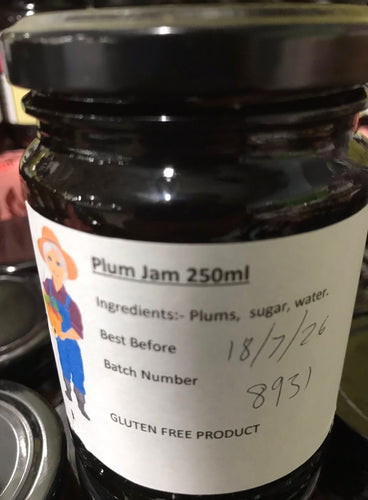 Plum Jam 250ml
Ingredients:- Plums, sugar, water.
Best Before 18/7/26
Batch Number 8931
GLUTEN FREE PRODUCT